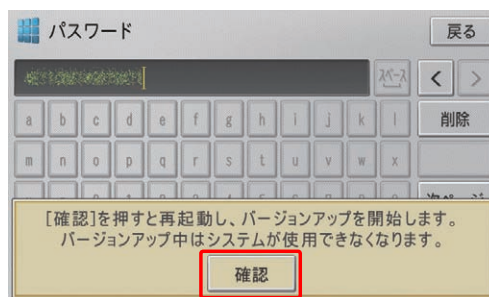 パスワード
戻る
スペース < >
a b c d e f g h i j k l 削除
m n o p q r s t u v w x
[確認]を押すと再起動し、バージョンアップを開始します。
バージョンアップ中はシステムが使用できなくなります。
確認